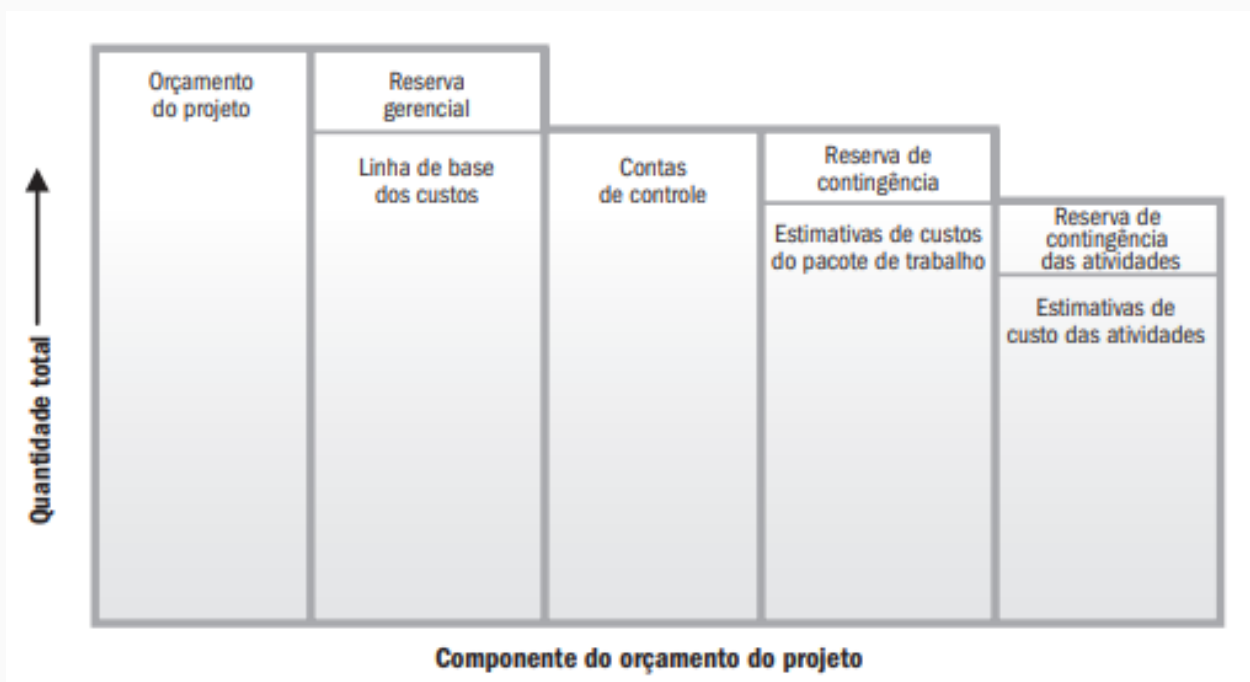 Orçamento
do projeto
Reserva
gerencial
Linha de base
dos custos
Contas
de controle
Reserva de
contingência
Estimativas de custos
do pacote de trabalho
Reserva de
contingência
das atividades
Estimativas de
custo das atividades
Quantidade total
Componente do orçamento do projeto